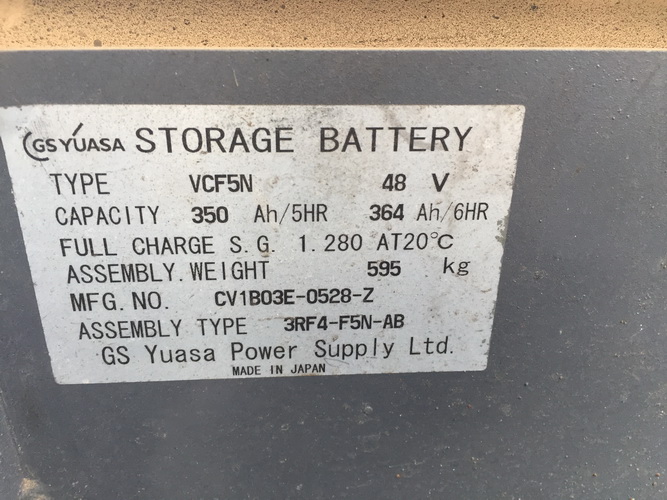 GS YUASA STORAGE BATTERY
TYPE VCF5N 48 V
CAPACITY 350 Ah/5HR 364 Ah/6HR
FULL CHARGE S.G. 1.280 AT20°C
ASSEMBLY.WEIGHT 595 kg
MFG.NO. CV1B03E-0528-Z
ASSEMBLY TYPE 3RF4-F5N-AB
GS Yuasa Power Supply Ltd.
MADE IN JAPAN